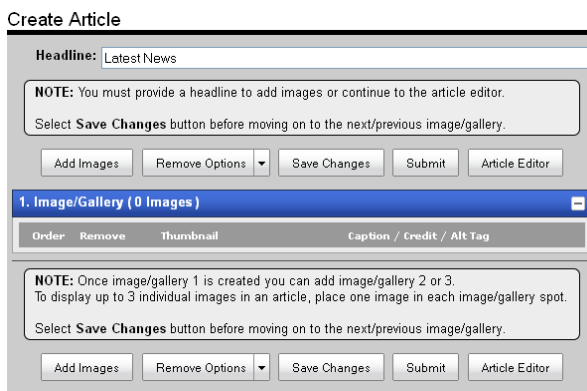 Create Article
Headline: Latest News
NOTE: You must provide a headline to add images or continue to the article editor.
Select Save Changes button before moving on to the next/previous image/gallery.
Add Images Remove Options Save Changes Submit Article Editor
1. Image/Gallery ( 0 Images )
Order Remove Thumbnail Caption / Credit / Alt Tag
NOTE: Once image/gallery 1 is created you can add image/gallery 2 or 3.
To display up to 3 individual images in an article, place one image in each image/gallery spot.
Select Save Changes button before moving on to the next/previous image/gallery.
Add Images Remove Options Save Changes Submit Article Editor